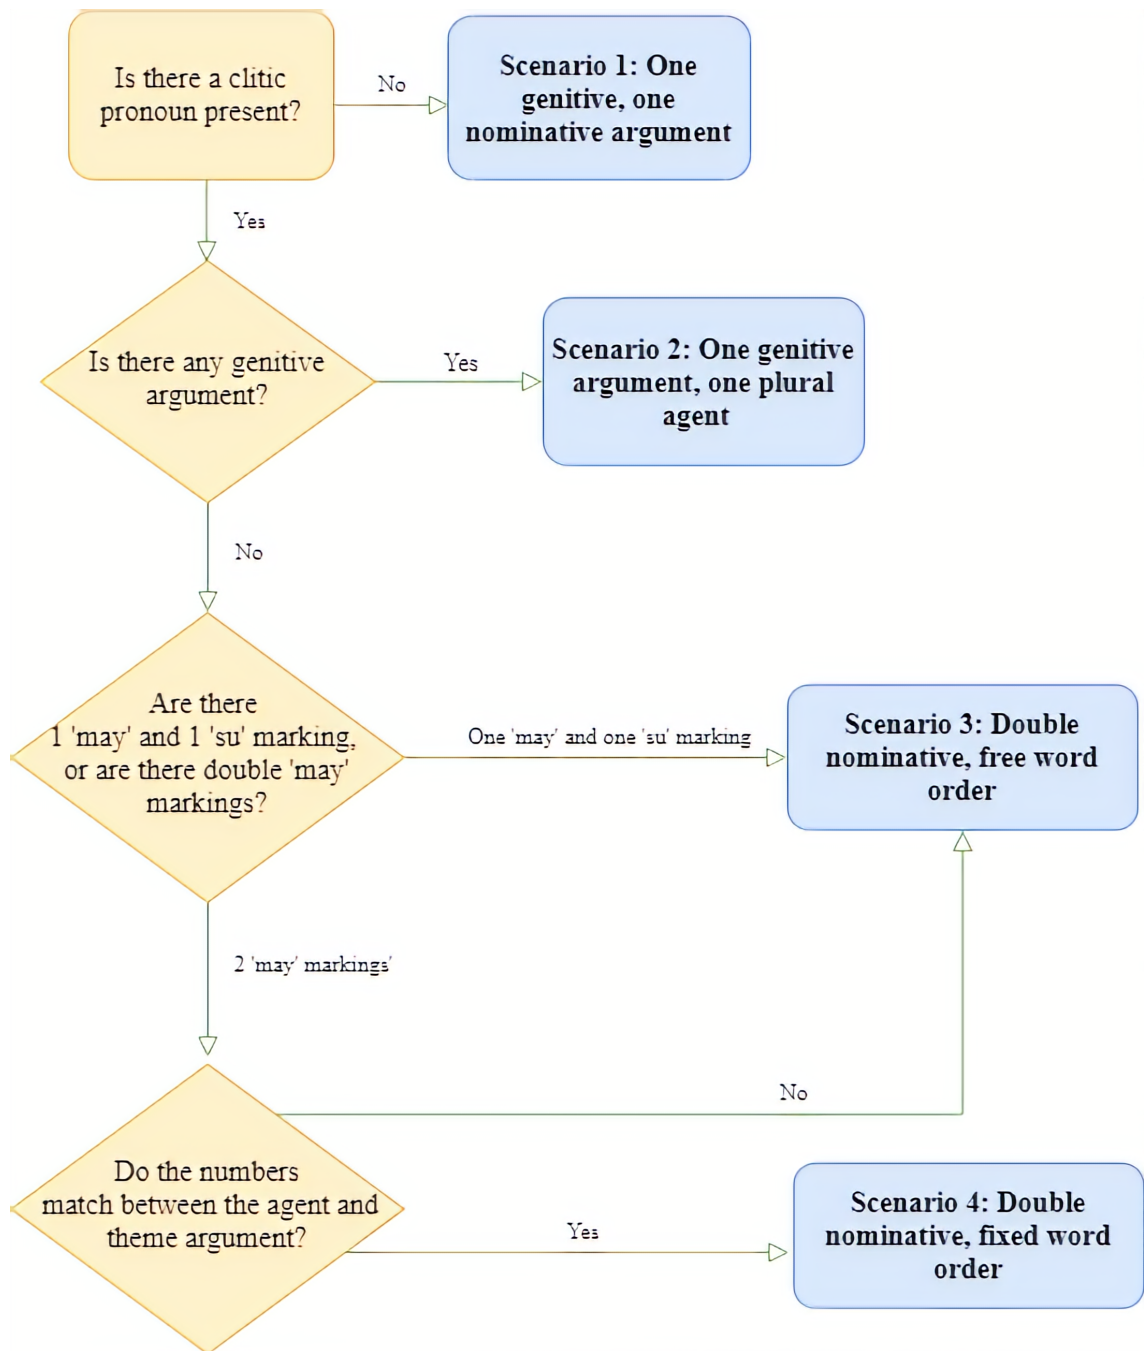 Is there a clitic
pronoun present?
No
Scenario 1: One
genitive, one
nominative argument
Yes
Is there any genitive
argument?
Yes
Scenario 2: One genitive
argument, one plural
agent
No
Are there
1 'may' and 1 'su' marking,
or are there double 'may'
markings?
One 'may' and one 'su' marking
Scenario 3: Double
nominative, free word
order
2 'may' markings'
No
Do the numbers
match between the agent and
theme argument?
Yes
Scenario 4: Double
nominative, fixed word
order